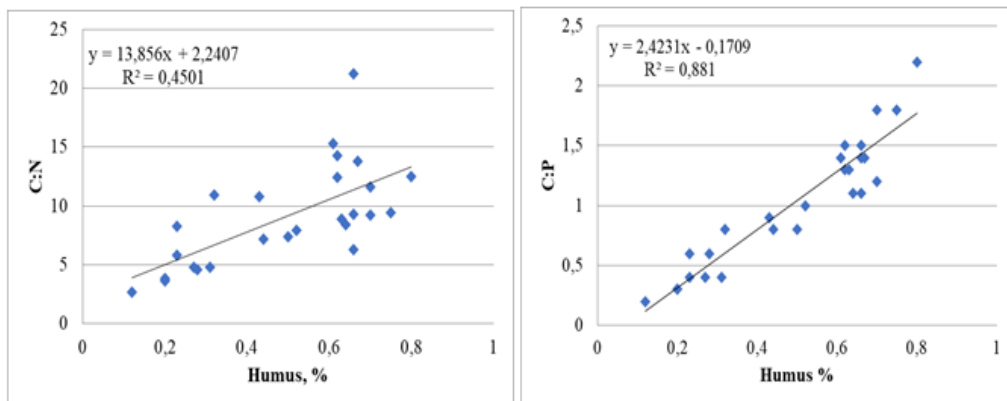 25
20
15
10
5
0
C:N
y = 13,856x + 2,2407
R² = 0,4501
0 0,2 0,4 0,6 0,8 1
Humus, %
2,5
2
1,5
1
0,5
0
C:P
y = 2,4231x - 0,1709
R² = 0,881
0 0,2 0,4 0,6 0,8 1
Humus %